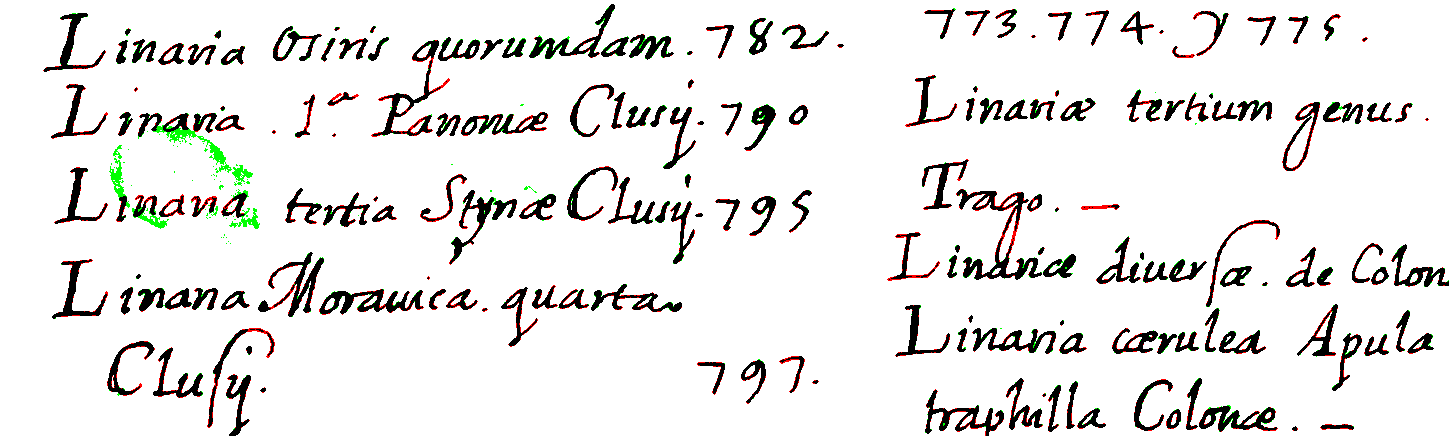 Linaria Osiris quorumdam. 782.
Linaria. 1ª. Panoniæ Clusij. 790
Linaria tertia Styriæ Clusij. 795
Linaria Morauica. quarta
Clusij. 797.
773. 774. y 775.
Linariæ tertium genus.
Trago. —
Linariæ diuersæ. de Colon
Linaria cærulea Apula
traphilla Colonæ. —